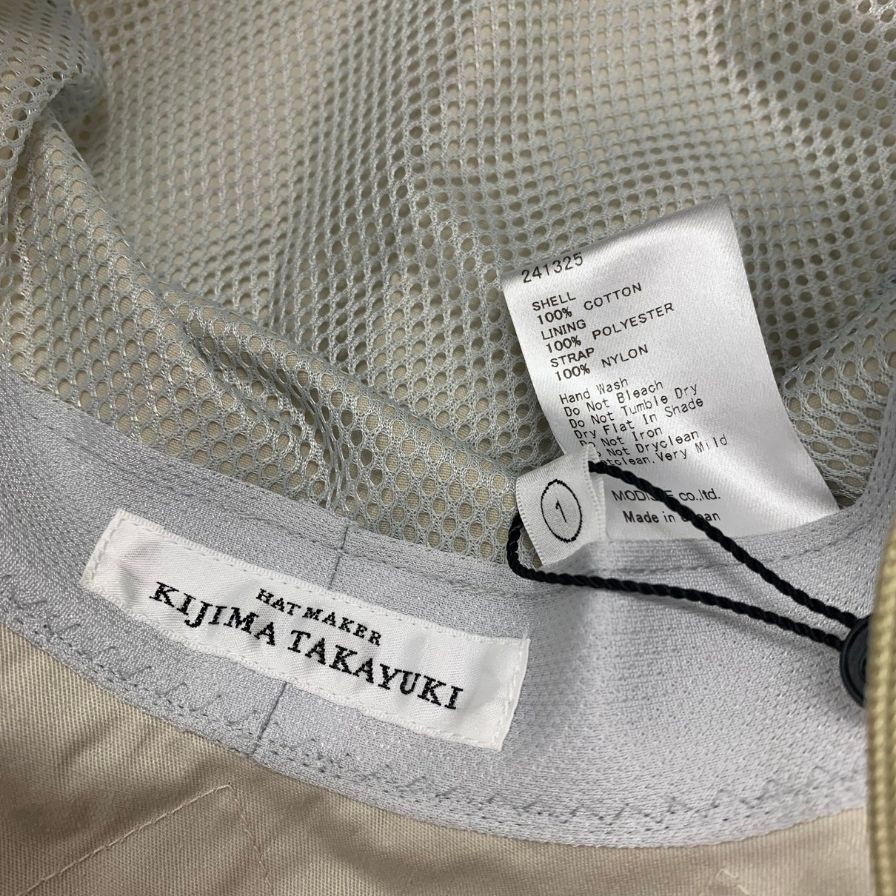 241325
SHELL
100% COTTON
LINING
100% POLYESTER
STRAP
100% NYLON
Hand Wash
Do Not Bleach
Do Not Tumble Dry
Dry Flat In Shade
Do Not Iron
Not Dryclean
Very Mild
co.,ltd.
Made in
1
HAT MAKER
KIJIMA TAKAYUKI